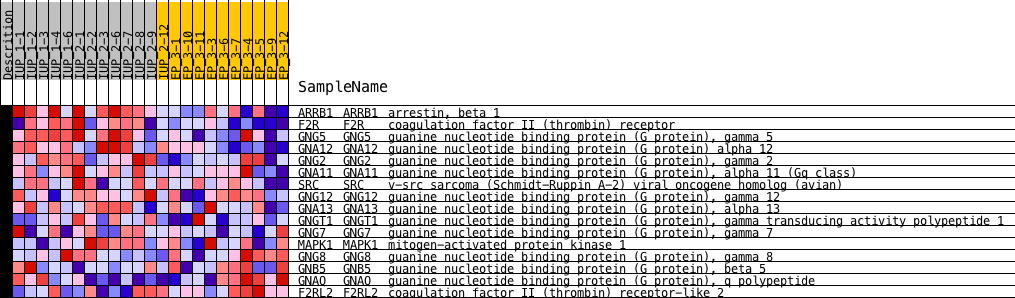 Descrition
IUP_1-1
IUP_1-2
IUP_1-3
IUP_1-4
IUP_1-6
IUP_2-1
IUP_2-2
IUP_2-3
IUP_2-6
IUP_2-7
IUP_2-8
IUP_2-9
IUP_2-12
EP_3-1
EP_3-10
EP_3-11
EP_3-3
EP_3-6
EP_3-7
EP_3-4
EP_3-5
EP_3-9
EP_3-12
SampleName
ARRB1 ARRB1 arrestin, beta 1
F2R F2R coagulation factor II (thrombin) receptor
GNG5 GNG5 guanine nucleotide binding protein (G protein), gamma 5
GNA12 GNA12 guanine nucleotide binding protein (G protein) alpha 12
GNG2 GNG2 guanine nucleotide binding protein (G protein), gamma 2
GNA11 GNA11 guanine nucleotide binding protein (G protein), alpha 11 (Gq class)
SRC SRC v-src sarcoma (Schmidt-Ruppin A-2) viral oncogene homolog (avian)
GNG12 GNG12 guanine nucleotide binding protein (G protein), gamma 12
GNA13 GNA13 guanine nucleotide binding protein (G protein), alpha 13
GNGT1 GNGT1 guanine nucleotide binding protein (G protein), gamma transducing activity polypeptide 1
GNG7 GNG7 guanine nucleotide binding protein (G protein), gamma 7
MAPK1 MAPK1 mitogen-activated protein kinase 1
GNG8 GNG8 guanine nucleotide binding protein (G protein), gamma 8
GNB5 GNB5 guanine nucleotide binding protein (G protein), beta 5
GNAQ GNAQ guanine nucleotide binding protein (G protein), q polypeptide
F2RL2 F2RL2 coagulation factor II (thrombin) receptor-like 2